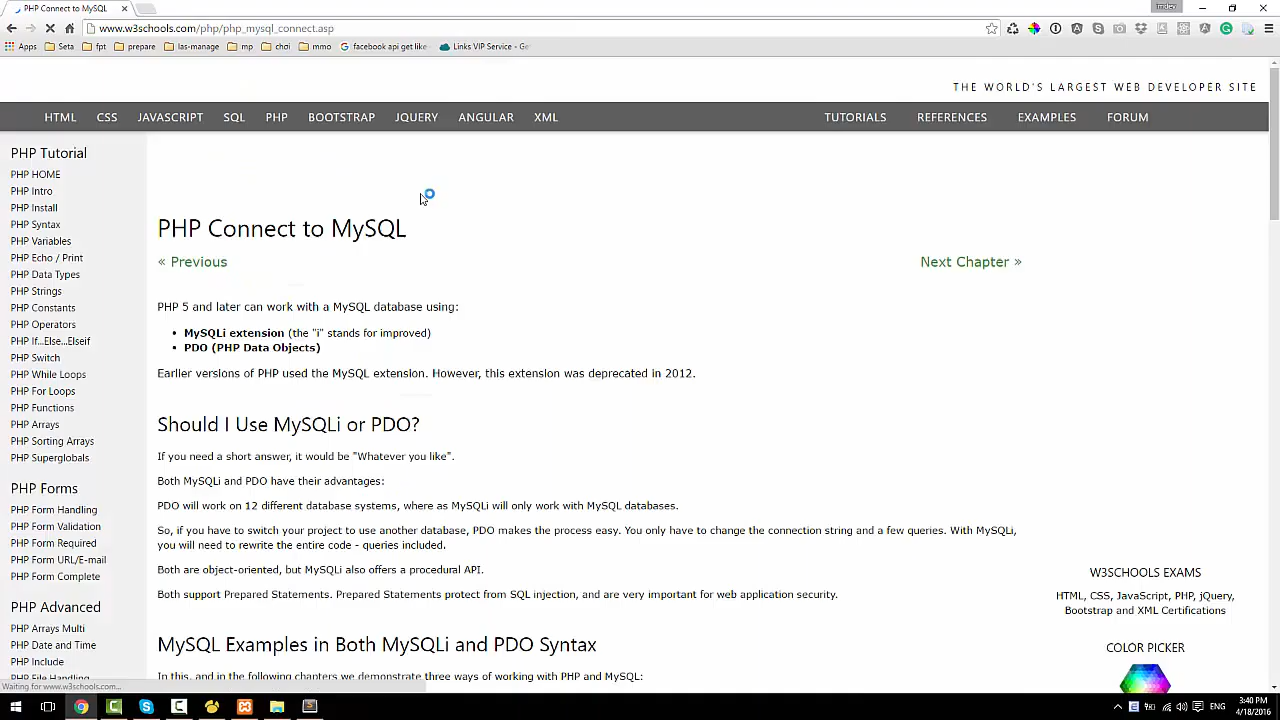 PHP Connect to MySQL
www.w3schools.com/php/php_mysql_connect.asp
Apps Seta fpt prepare las-manage mp choi mmo facebook api get like Links VIP Service - Ge
THE WORLD'S LARGEST WEB DEVELOPER SITE
HTML CSS JAVASCRIPT SQL PHP BOOTSTRAP JQUERY ANGULAR XML TUTORIALS REFERENCES EXAMPLES FORUM
PHP Tutorial
PHP HOME
PHP Intro
PHP Install
PHP Syntax
PHP Variables
PHP Echo / Print
PHP Data Types
PHP Strings
PHP Constants
PHP Operators
PHP If...Else...Elseif
PHP Switch
PHP While Loops
PHP For Loops
PHP Functions
PHP Arrays
PHP Sorting Arrays
PHP Superglobals
PHP Forms
PHP Form Handling
PHP Form Validation
PHP Form Required
PHP Form URL/E-mail
PHP Form Complete
PHP Advanced
PHP Arrays Multi
PHP Date and Time
PHP Include
PHP File Handling
PHP Connect to MySQL
« Previous
Next Chapter »
PHP 5 and later can work with a MySQL database using:
• MySQLi extension (the "i" stands for improved)
• PDO (PHP Data Objects)
Earlier versions of PHP used the MySQL extension. However, this extension was deprecated in 2012.
Should I Use MySQLi or PDO?
If you need a short answer, it would be "Whatever you like".
Both MySQLi and PDO have their advantages:
PDO will work on 12 different database systems, where as MySQLi will only work with MySQL databases.
So, if you have to switch your project to use another database, PDO makes the process easy. You only have to change the connection string and a few queries. With MySQLi,
you will need to rewrite the entire code - queries included.
Both are object-oriented, but MySQLi also offers a procedural API.
Both support Prepared Statements. Prepared Statements protect from SQL injection, and are very important for web application security.
MySQL Examples in Both MySQLi and PDO Syntax
In this, and in the following chapters we demonstrate three ways of working with PHP and MySQL:
W3SCHOOLS EXAMS
HTML, CSS, JavaScript, PHP, jQuery,
Bootstrap and XML Certifications
COLOR PICKER
Waiting for www.w3schools.com...
ENG
3:40 PM
4/18/2016